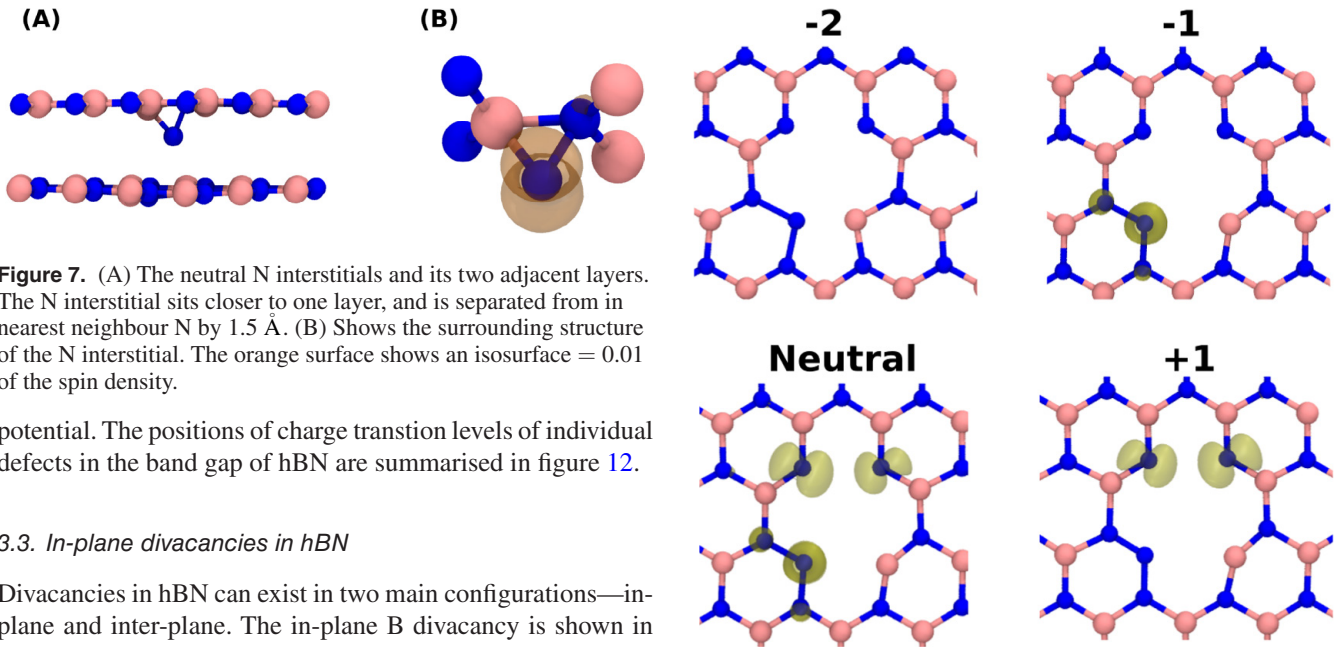 (A)
(B)
Figure 7. (A) The neutral N interstitials and its two adjacent layers.
The N interstitial sits closer to one layer, and is separated from in
nearest neighbour N by 1.5 Å. (B) Shows the surrounding structure
of the N interstitial. The orange surface shows an isosurface = 0.01
of the spin density.
potential. The positions of charge transtion levels of individual
defects in the band gap of hBN are summarised in figure 12.
3.3. In-plane divacancies in hBN
Divacancies in hBN can exist in two main configurations—in-
plane and inter-plane. The in-plane B divacancy is shown in
-2
-1
Neutral
+1